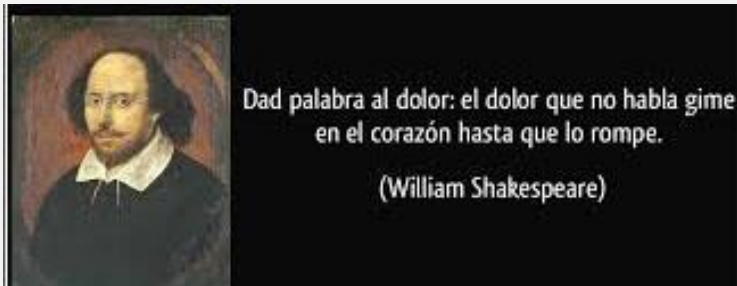 Dad palabra al dolor: el dolor que no habla gime
en el corazón hasta que lo rompe.
(William Shakespeare)